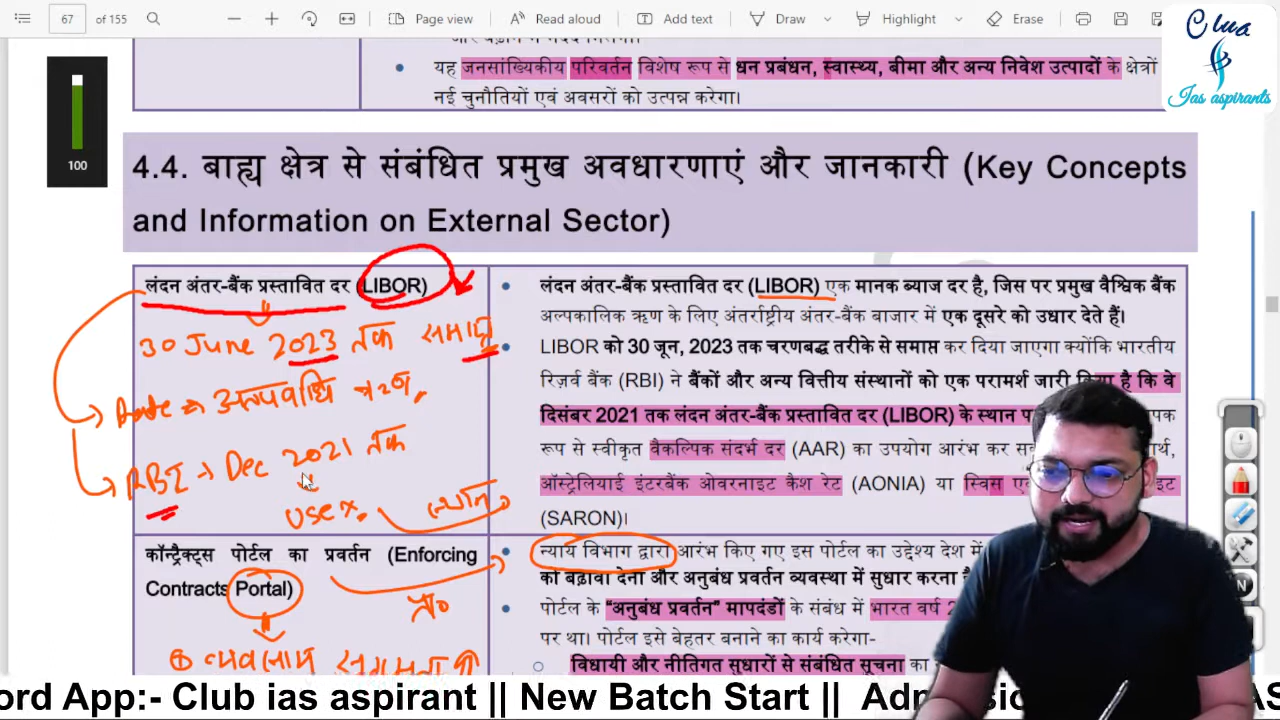 67 of 155
Page view
Read aloud
Add text
Draw
Highlight
Erase
Club
Ias aspirants
यह जनसांख्यिकीय परिवर्तन विशेष रूप से धन प्रबंधन, स्वास्थ्य, बीमा और अन्य निवेश उत्पादों के क्षेत्रों
नई चुनौतियों एवं अवसरों को उत्पन्न करेगा।
100
4.4. बाह्य क्षेत्र से संबंधित प्रमुख अवधारणाएं और जानकारी (Key Concepts
and Information on External Sector)
लंदन अंतर-बैंक प्रस्तावित दर (LIBOR)
30 June 2023 तक समाप्त
अल्पावधि
RBI → Dec 2021 तक
use
लंदन अंतर-बैंक प्रस्तावित दर (LIBOR) एक मानक ब्याज दर है, जिस पर प्रमुख वैश्विक बैंक
अल्पकालिक ऋण के लिए अंतर्राष्ट्रीय अंतर-बैंक बाजार में एक दूसरे को उधार देते हैं।
LIBOR को 30 जून, 2023 तक चरणबद्ध तरीके से समाप्त कर दिया जाएगा क्योंकि भारतीय
रिज़र्व बैंक (RBI) ने बैंकों और अन्य वित्तीय संस्थानों को एक परामर्श जारी किया है कि वे
दिसंबर 2021 तक लंदन अंतर-बैंक प्रस्तावित दर (LIBOR) के स्थान
रूप से स्वीकृत वैकल्पिक संदर्भ दर (AAR) का उपयोग आरंभ कर
ऑस्ट्रेलियाई इंटरबैंक ओवरनाइट कैश रेट (AONIA) या स्विस
(SARON)।
कॉन्ट्रैक्ट्स पोर्टल का प्रवर्तन (Enforcing
Contracts Portal)
न्याय विभाग द्वारा आरंभ किए गए इस पोर्टल का उद्देश्य देश में
को बढ़ावा देना और अनुबंध प्रवर्तन व्यवस्था में सुधार करना है
पोर्टल के "अनुबंध प्रवर्तन" मापदंडों के संबंध में भारत वर्ष
पर था। पोर्टल इसे बेहतर बनाने का कार्य करेगा-
विधायी और नीतिगत सुधारों से संबंधित सूचना का
ord App:- Club ias aspirant || New Batch Start ||